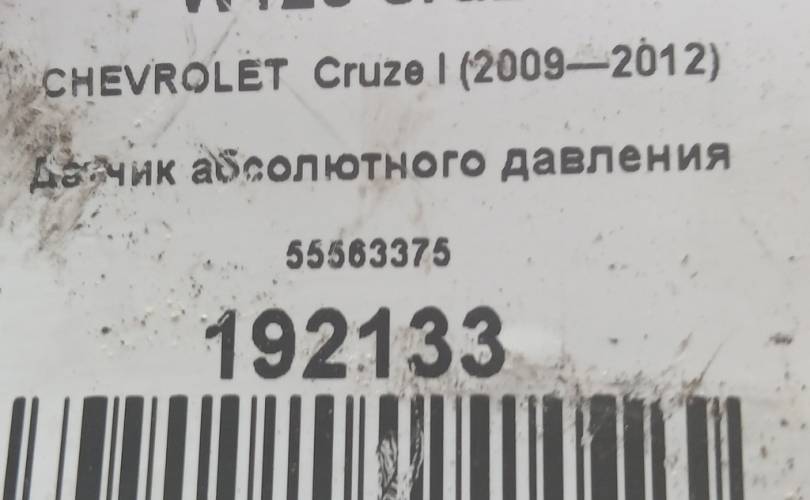 CHEVROLET Cruze I (2009—2012)
Датчик абсолютного давления
55563375
192133